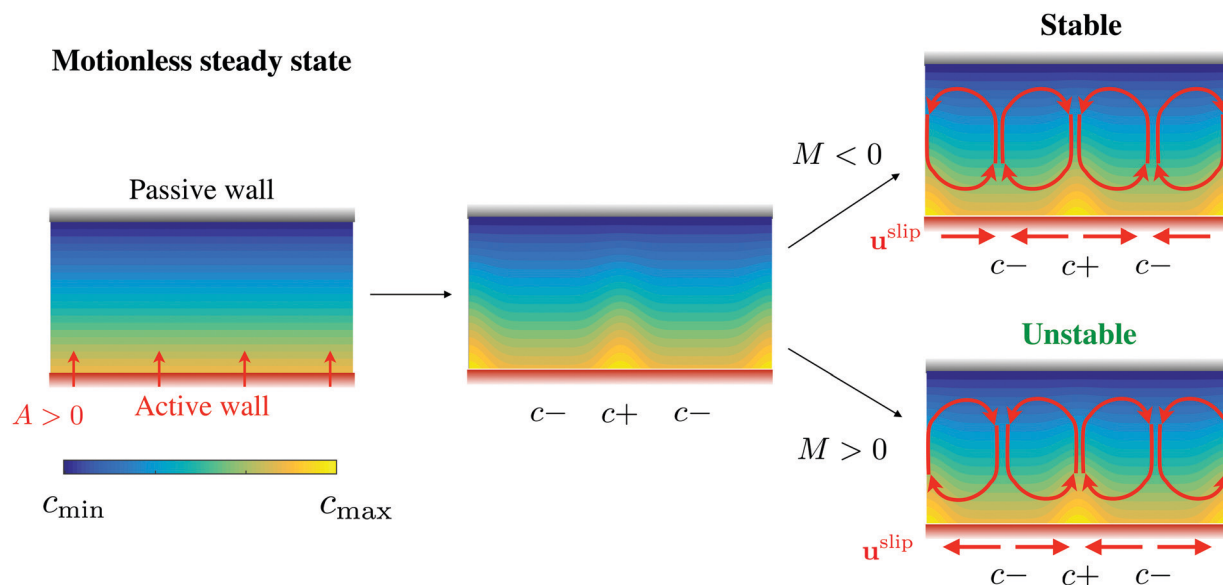 Motionless steady state
Passive wall
A > 0
Active wall
c_min
c_max
c− c+ c−
M < 0
M > 0
Stable
u^slip
c− c+ c−
Unstable
u^slip
c− c+ c−